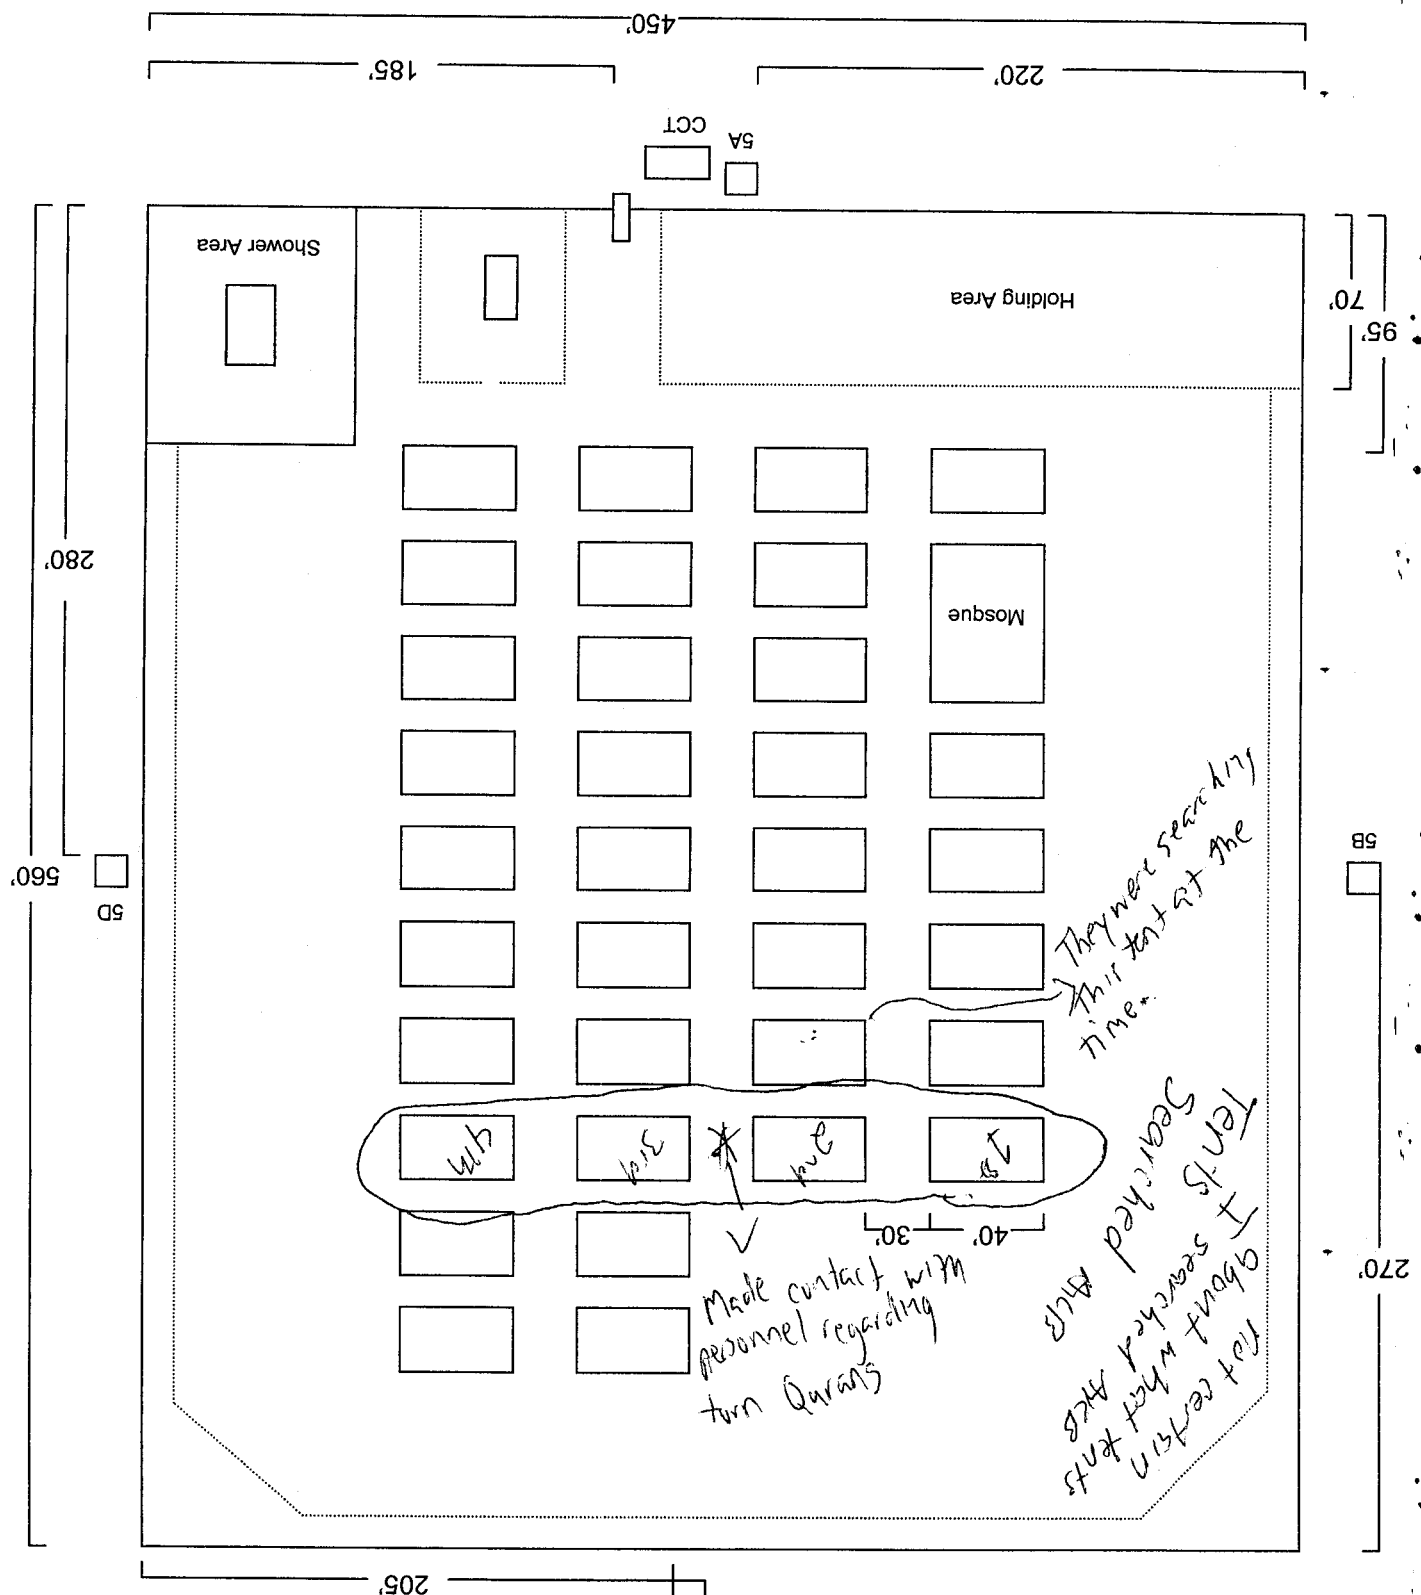 450'
185'
220'
CCT
5A
Shower Area
Holding Area
70'
95'
280'
560'
Mosque
5D
5B
They were searching
this tent at the
time.
4th
3rd
2nd
1st
30'
40'
270'
Made contact with
personnel regarding
torn Qurans
Tents
Searched
Not certain
about what tents
I searched
205'